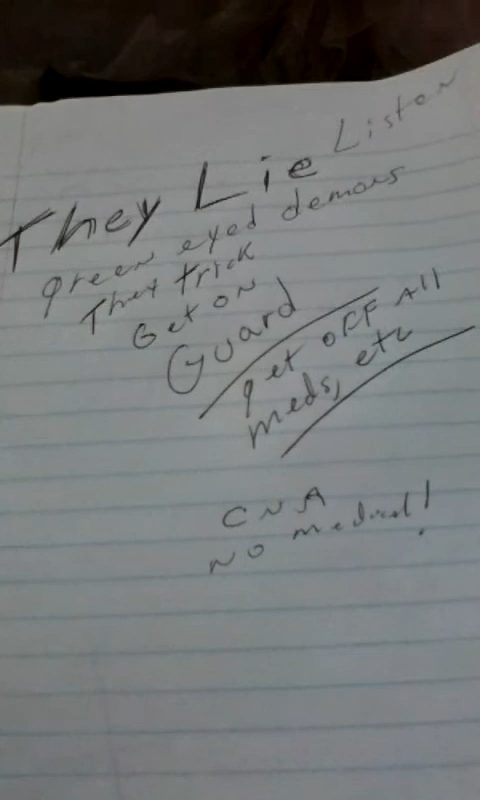 Listen
They Lie
green eyed demons
They trick
Get on
Guard
get OFF All
meds, etc
CNA
NO medical!